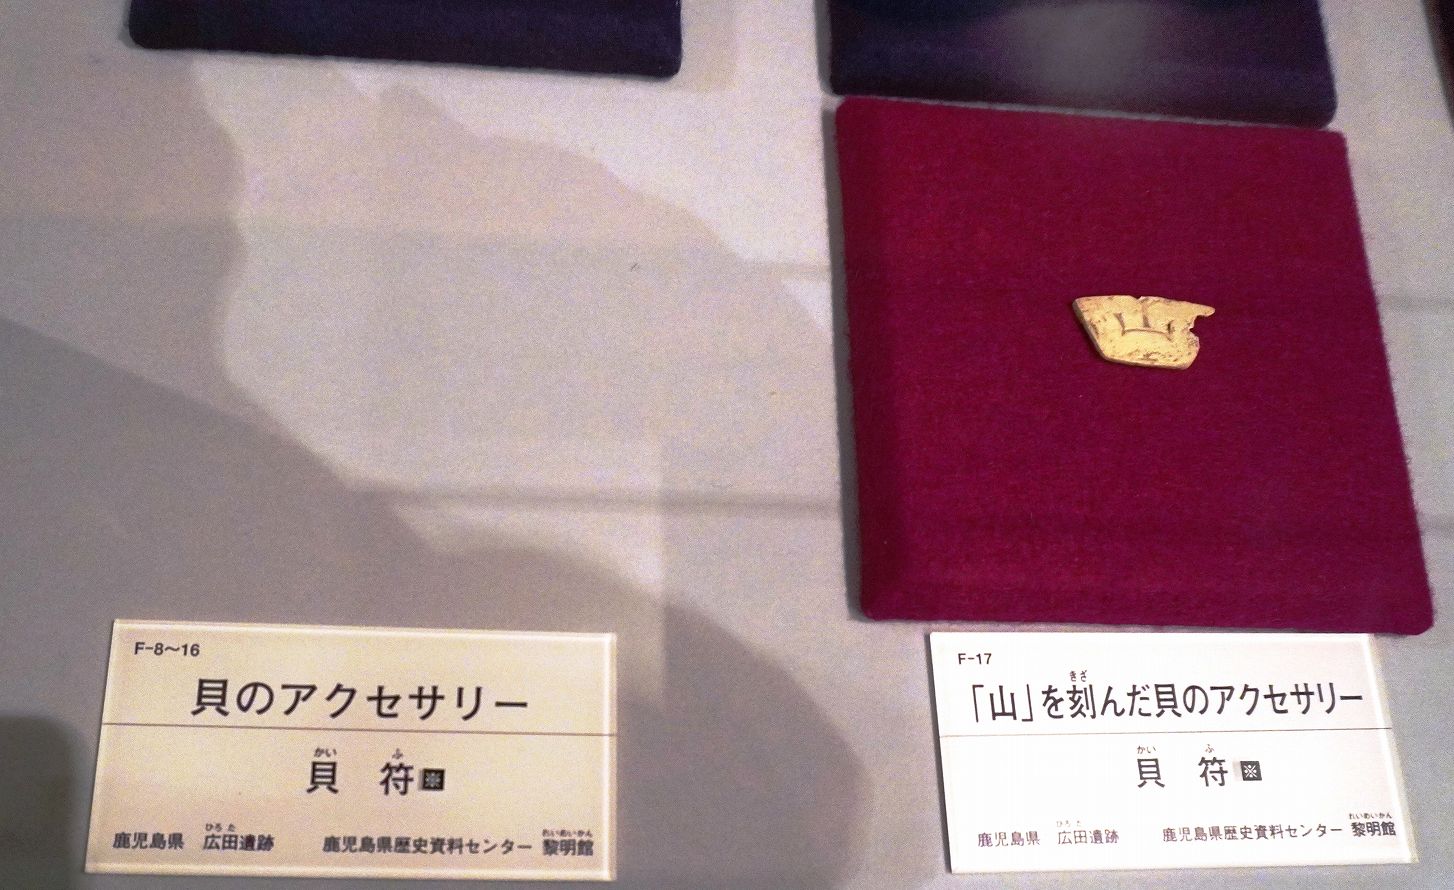 F-8～16
貝のアクセサリー
かい ふ
貝 符※
ひろ た れいめいかん
鹿児島県 広田遺跡 鹿児島県歴史資料センター 黎明館
山
F-17
きざ
「山」を刻んだ貝のアクセサリー
かい ふ
貝 符※
ひろ た れいめいかん
鹿児島県 広田遺跡 鹿児島県歴史資料センター 黎明館